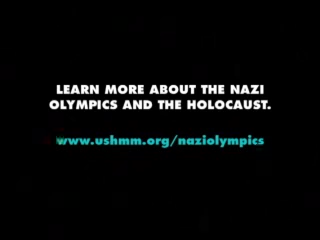 LEARN MORE ABOUT THE NAZI
OLYMPICS AND THE HOLOCAUST.
www.ushmm.org/naziolympics